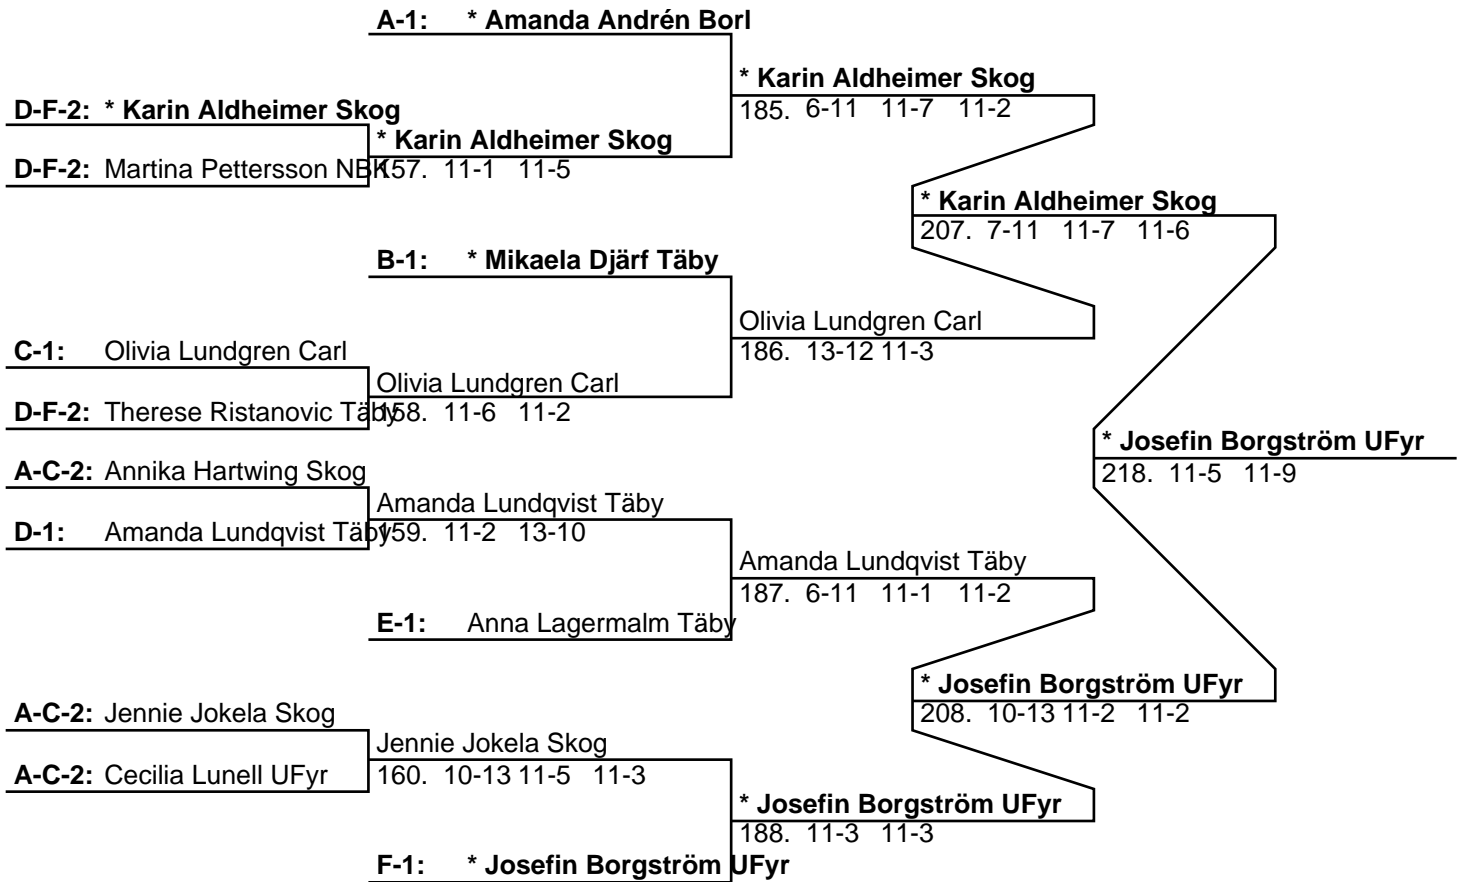 A-1: * Amanda Andrén Borl
* Karin Aldheimer Skog
D-F-2: * Karin Aldheimer Skog
185. 6-11 11-7 11-2
* Karin Aldheimer Skog
D-F-2: Martina Pettersson NBK
157. 11-1 11-5
* Karin Aldheimer Skog
207. 7-11 11-7 11-6
B-1: * Mikaela Djärf Täby
Olivia Lundgren Carl
C-1: Olivia Lundgren Carl
186. 13-12 11-3
Olivia Lundgren Carl
D-F-2: Therese Ristanovic Täby
158. 11-6 11-2
* Josefin Borgström UFyr
A-C-2: Annika Hartwing Skog
218. 11-5 11-9
Amanda Lundqvist Täby
D-1: Amanda Lundqvist Täby
159. 11-2 13-10
Amanda Lundqvist Täby
187. 6-11 11-1 11-2
E-1: Anna Lagermalm Täby
* Josefin Borgström UFyr
A-C-2: Jennie Jokela Skog
208. 10-13 11-2 11-2
Jennie Jokela Skog
A-C-2: Cecilia Lunell UFyr
160. 10-13 11-5 11-3
* Josefin Borgström UFyr
188. 11-3 11-3
F-1: * Josefin Borgström UFyr